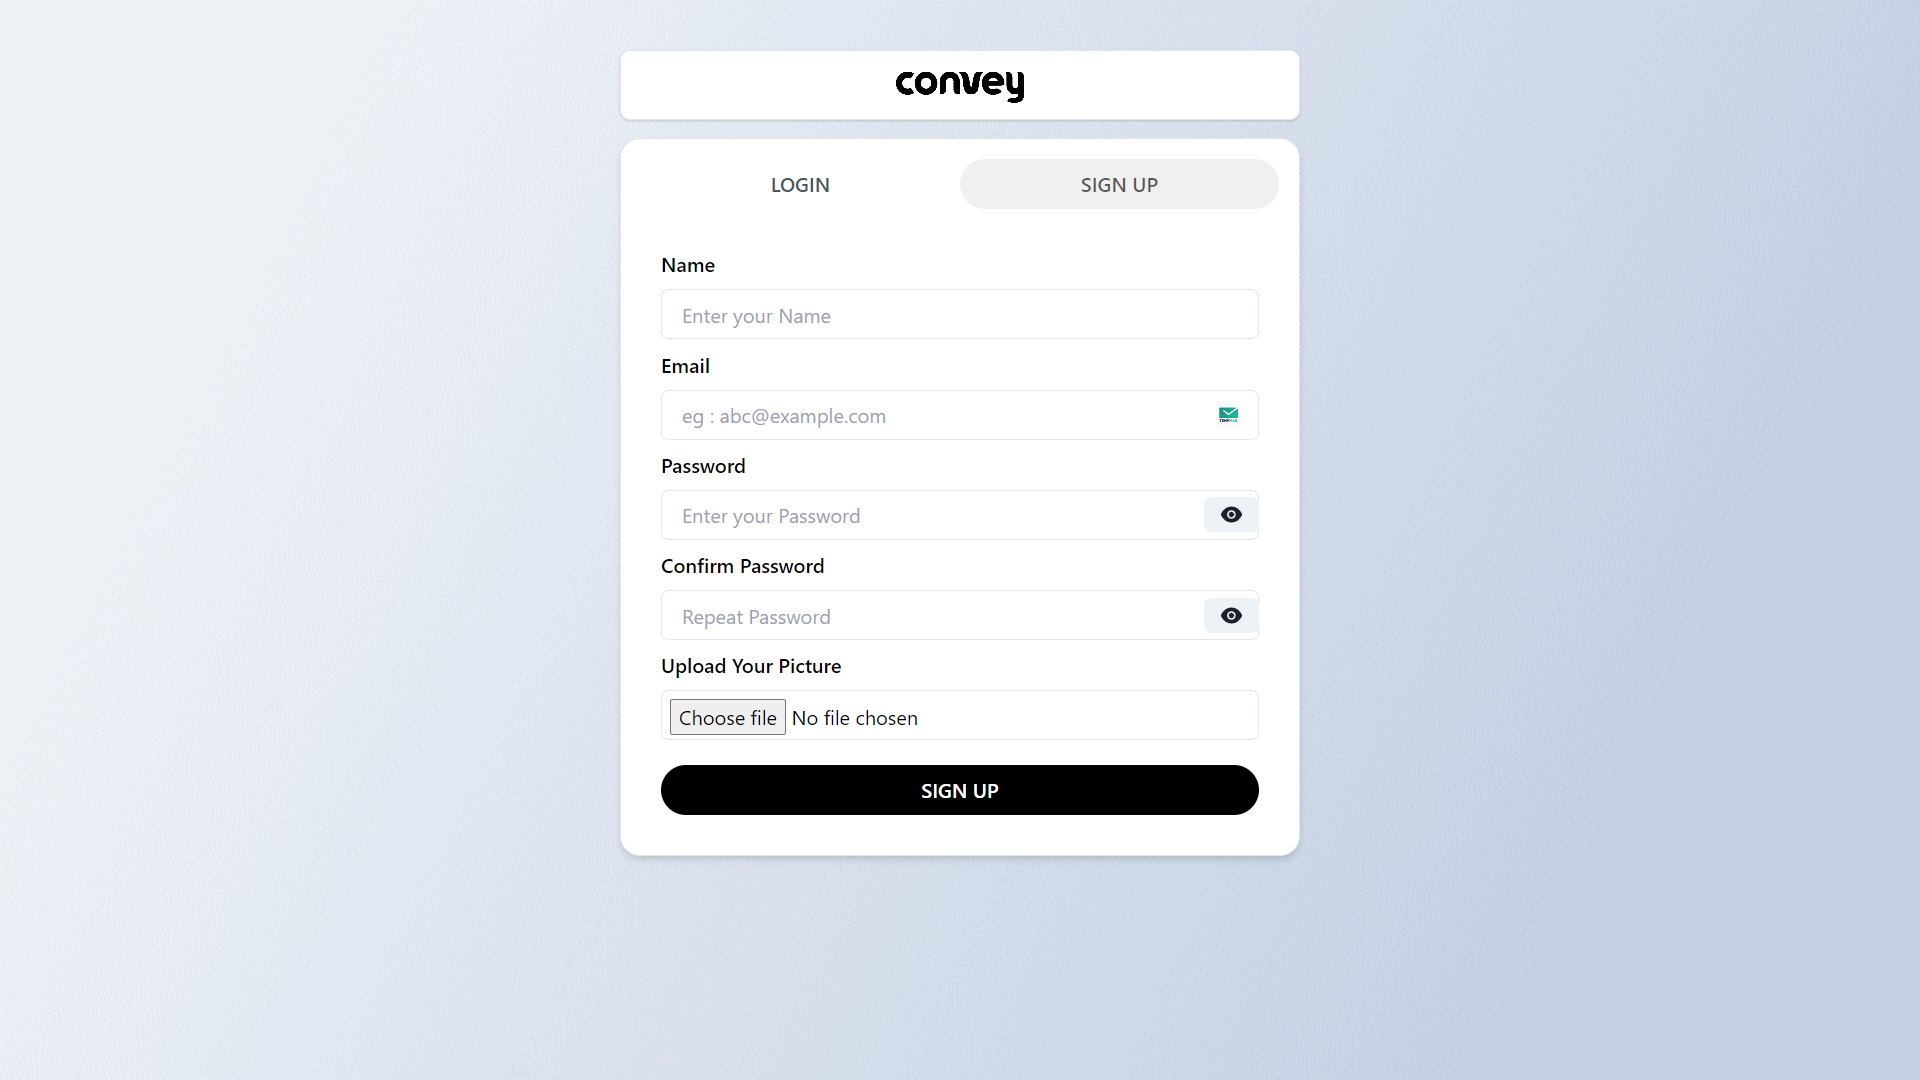 convey
LOGIN
SIGN UP
Name
Enter your Name
Email
eg : abc@example.com
Password
Enter your Password
Confirm Password
Repeat Password
Upload Your Picture
Choose file No file chosen
SIGN UP